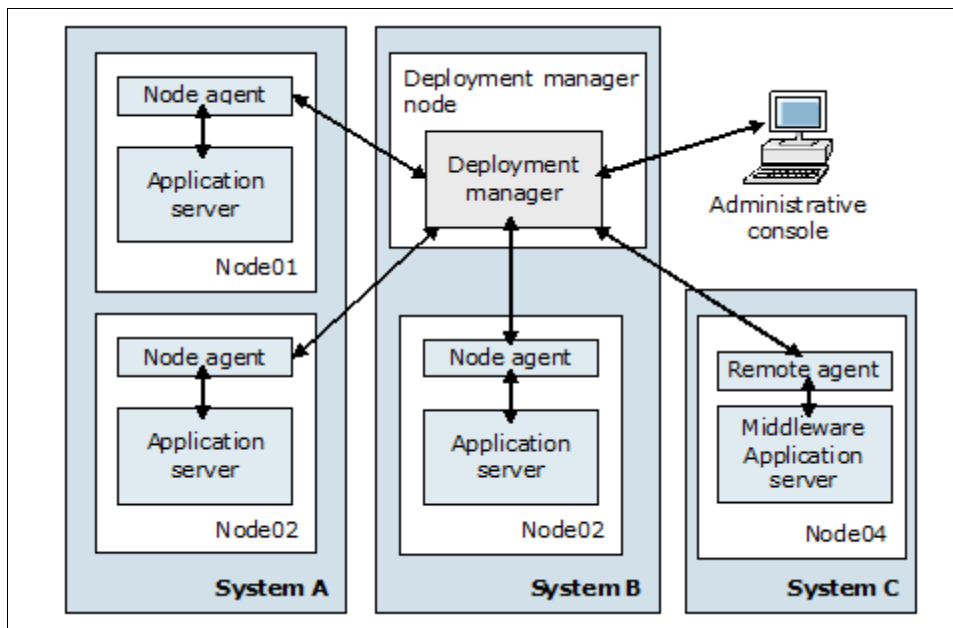 Node agent
Application
server
Node01
Node agent
Application
server
Node02
System A
Deployment manager
node
Deployment
manager
Node agent
Application
server
Node02
System B
Administrative
console
Remote agent
Middleware
Application
server
Node04
System C